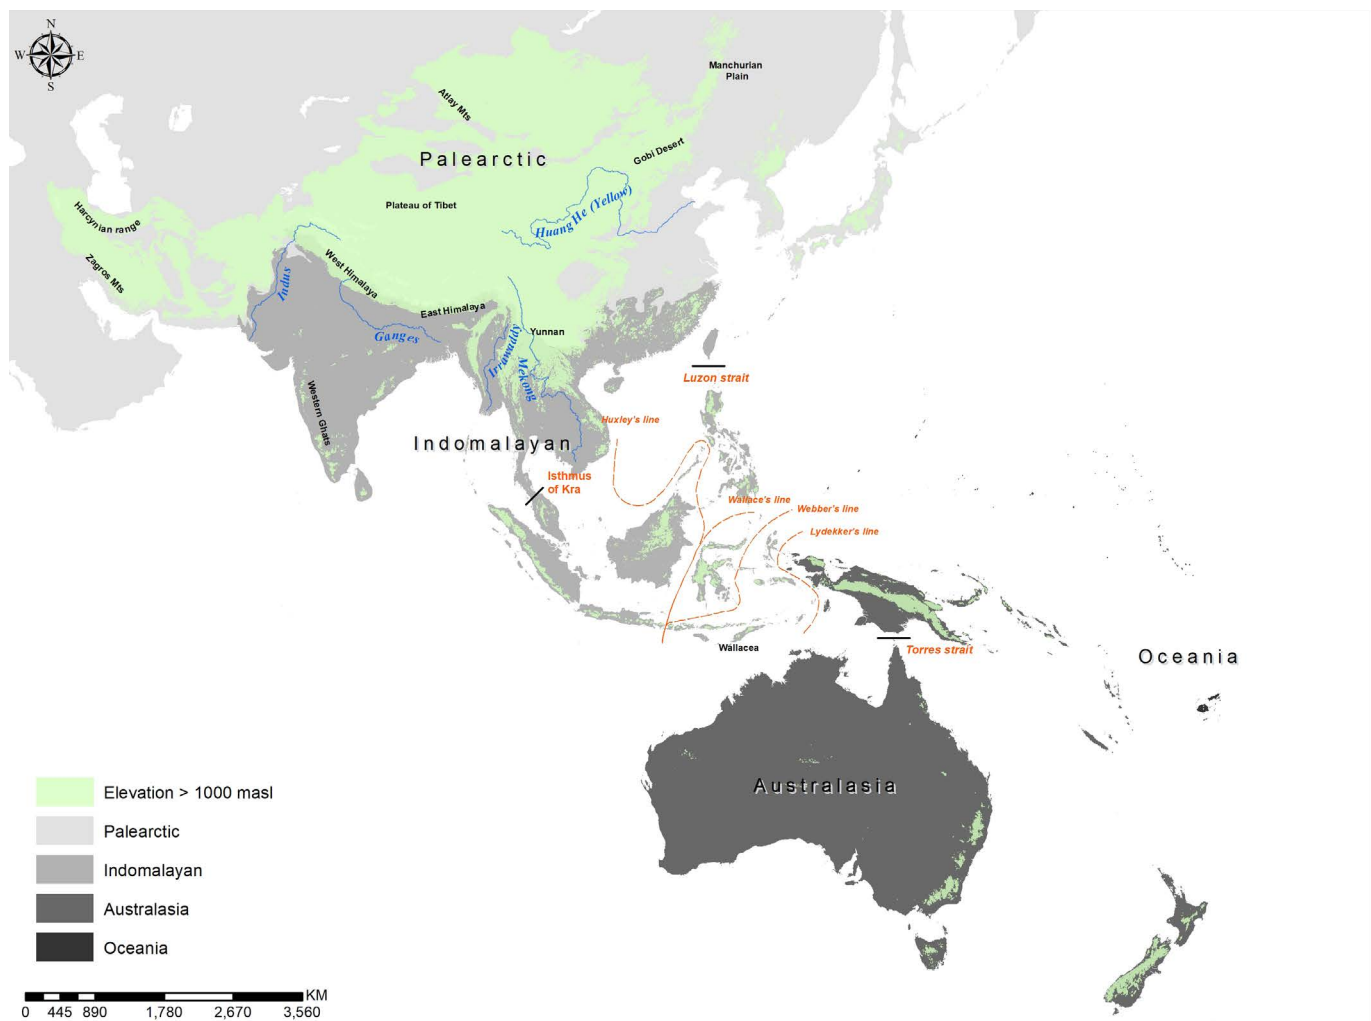 N
W E
S
Manchurian
Plain
Atlay Mts
Palearctic
Gobi Desert
Plateau of Tibet
Huang He (Yellow)
Harcynian range
Zagros Mts
West Himalaya
Indus
East Himalaya
Ganges
Irrawaddy
Yunnan
Mekong
Luzon strait
Western Ghats
Huxley's line
Indomalayan
Isthmus
of Kra
Wallace's line
Webber's line
Lydekker's line
Wallacea
Torres strait
Oceania
Australasia
Elevation > 1000 masl
Palearctic
Indomalayan
Australasia
Oceania
KM
0 445 890 1,780 2,670 3,560